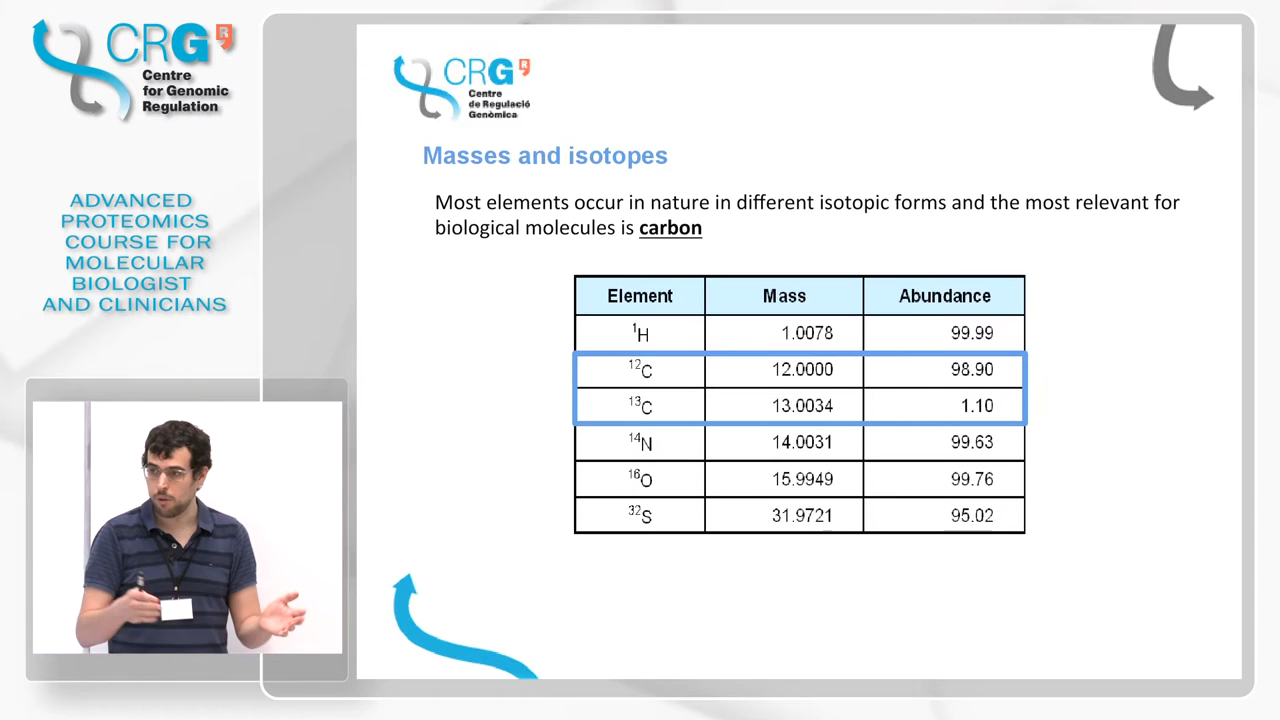 CRG
R
Centre
for Genomic
Regulation
ADVANCED
PROTEOMICS
COURSE FOR
MOLECULAR
BIOLOGIST
AND CLINICIANS
CRG
R
Centre
de Regulació
Genòmica
Masses and isotopes
Most elements occur in nature in different isotopic forms and the most relevant for
biological molecules is carbon
Element Mass Abundance
¹H 1.0078 99.99
¹²C 12.0000 98.90
¹³C 13.0034 1.10
¹⁴N 14.0031 99.63
¹⁶O 15.9949 99.76
³²S 31.9721 95.02